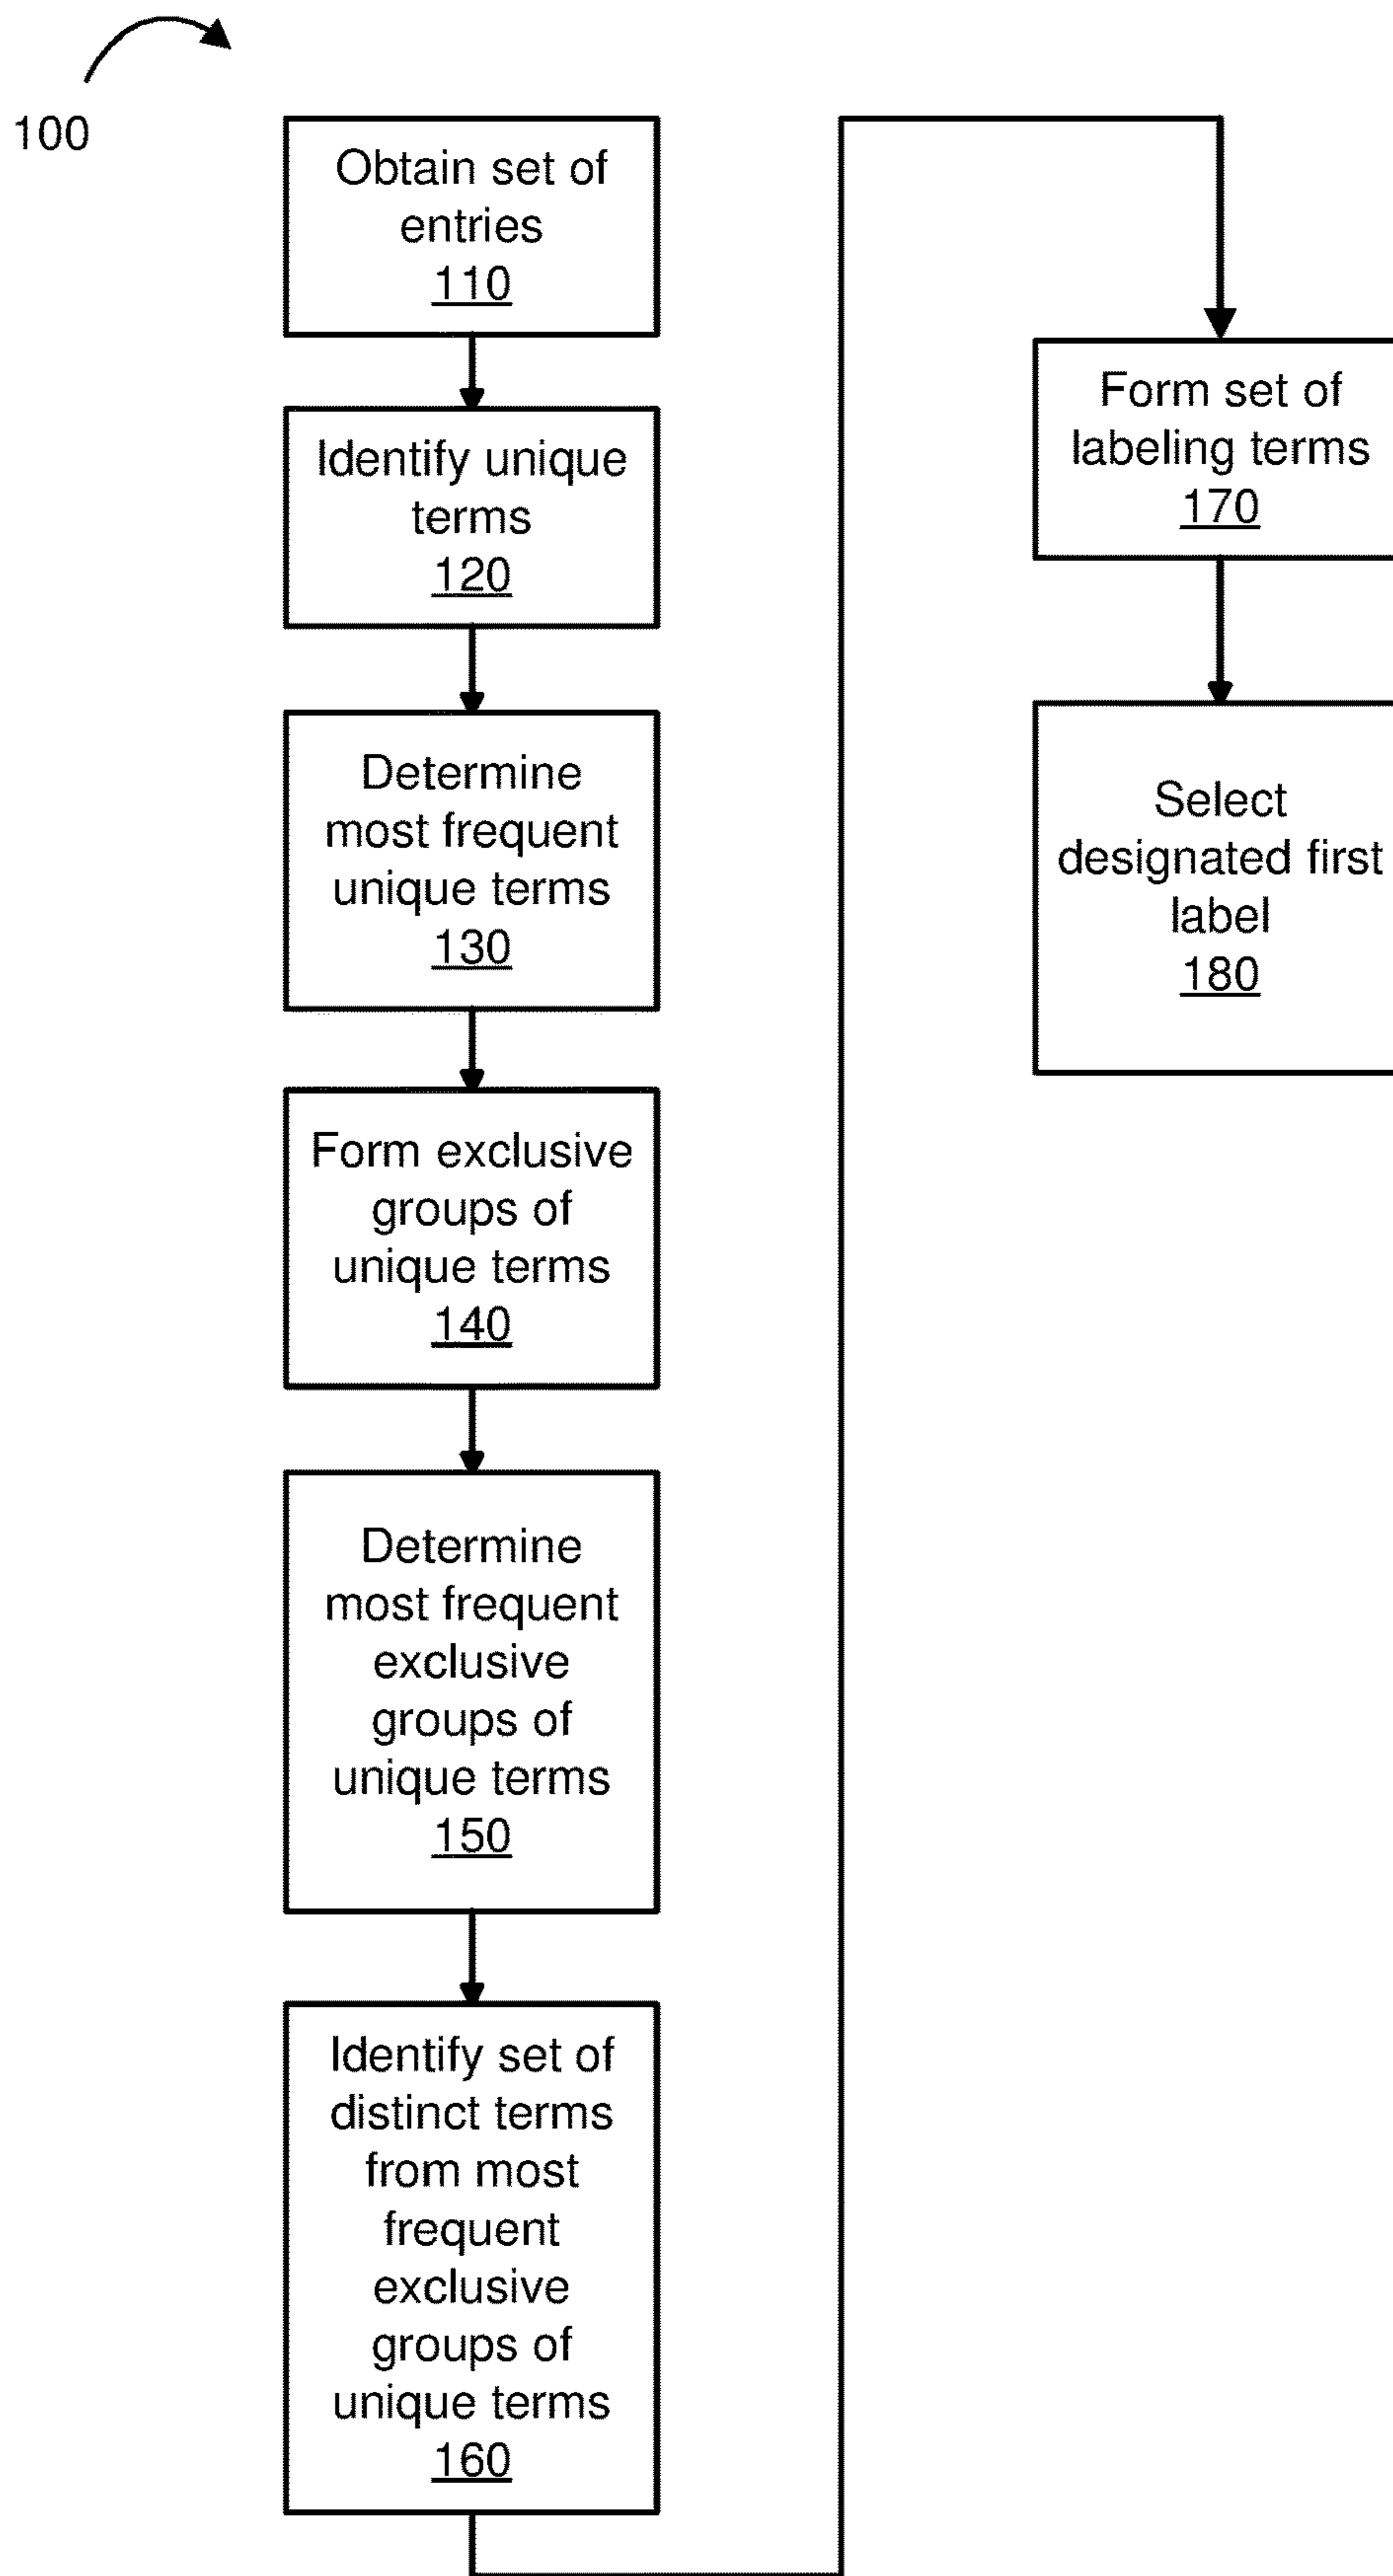 100
Obtain set of
entries
110
Identify unique
terms
120
Determine
most frequent
unique terms
130
Form exclusive
groups of
unique terms
140
Determine
most frequent
exclusive
groups of
unique terms
150
Identify set of
distinct terms
from most
frequent
exclusive
groups of
unique terms
160
Form set of
labeling terms
170
Select
designated first
label
180